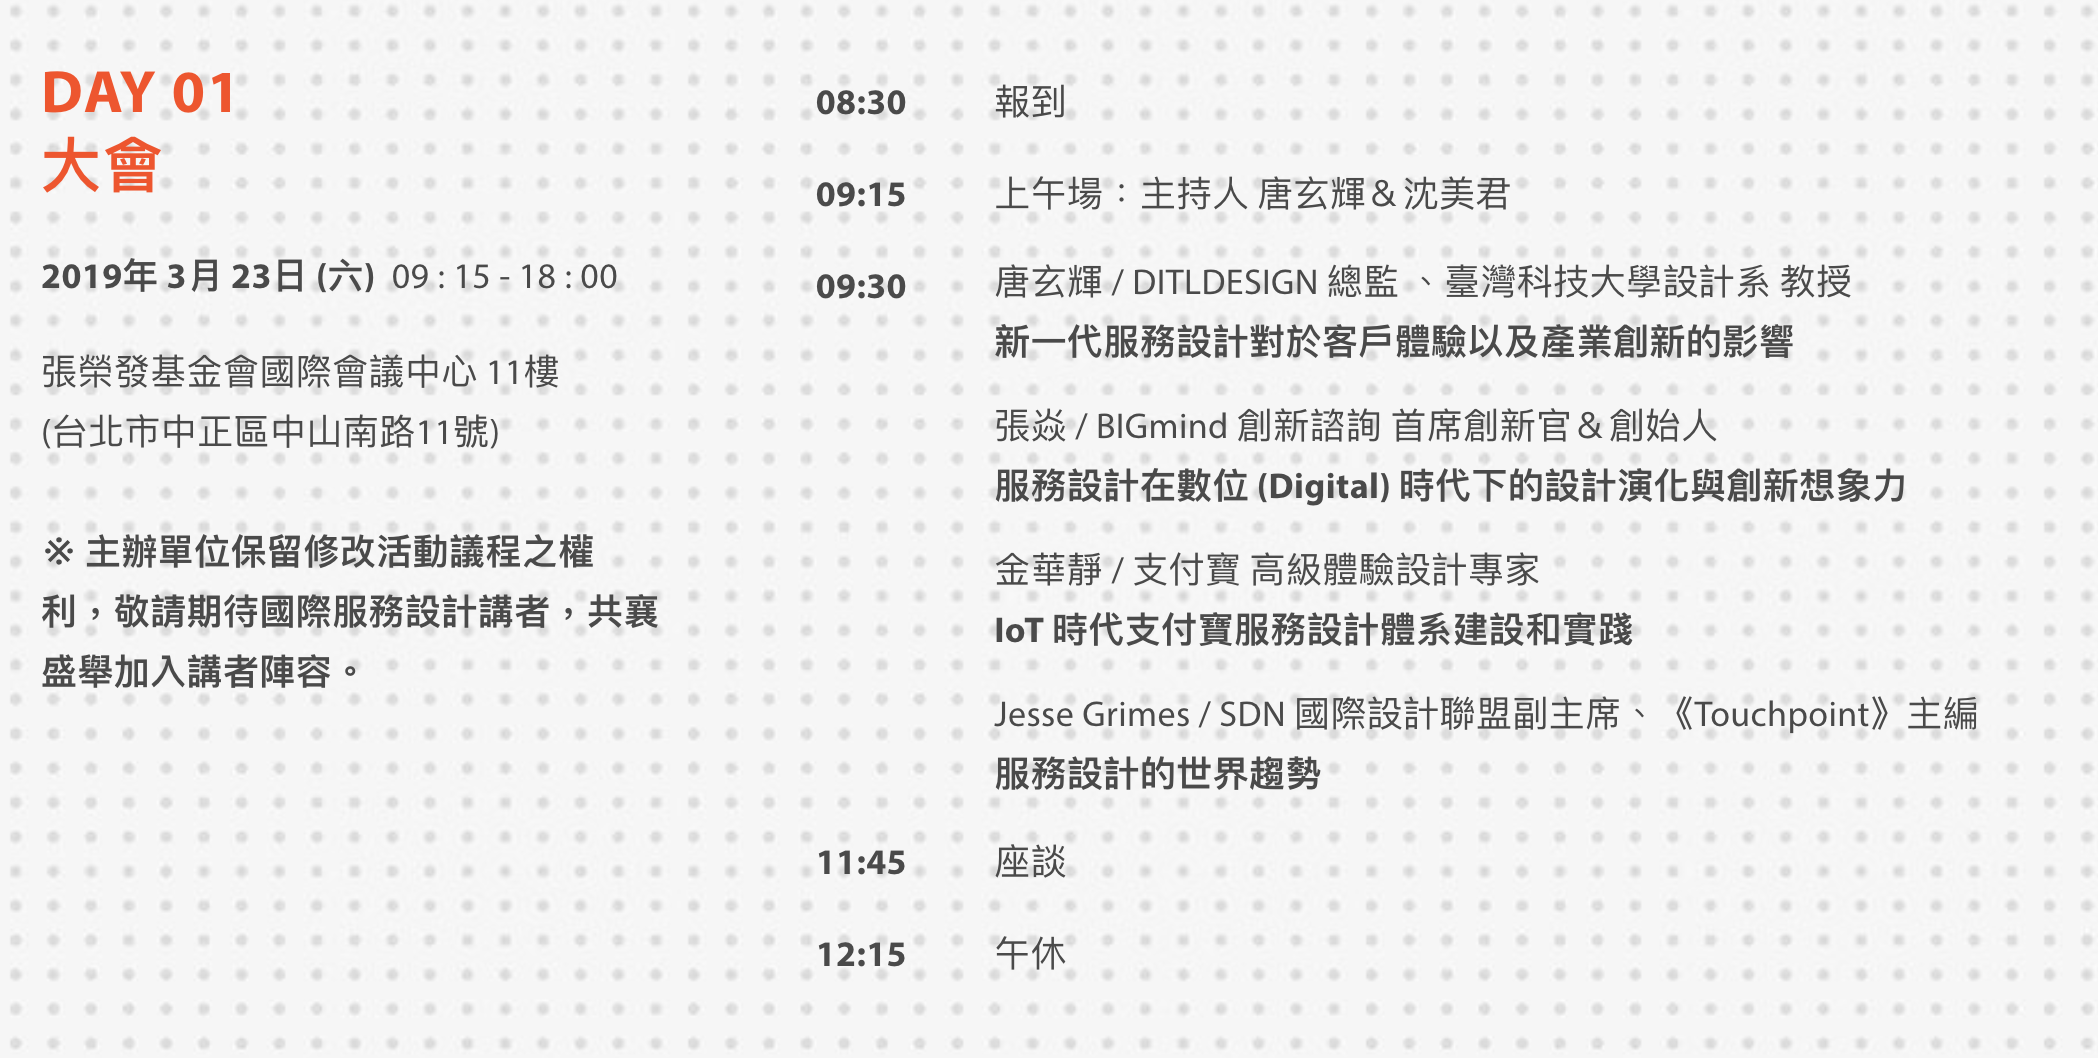 DAY 01
大會
2019年 3月 23日 (六) 09 : 15 - 18 : 00
張榮發基金會國際會議中心 11樓
(台北市中正區中山南路11號)
※ 主辦單位保留修改活動議程之權
利，敬請期待國際服務設計講者，共襄
盛舉加入講者陣容。
08:30 報到
09:15 上午場：主持人 唐玄輝＆沈美君
09:30 唐玄輝 / DITLDESIGN 總監 、臺灣科技大學設計系 教授
新一代服務設計對於客戶體驗以及產業創新的影響
張焱 / BIGmind 創新諮詢 首席創新官＆創始人
服務設計在數位 (Digital) 時代下的設計演化與創新想象力
金華靜 / 支付寶 高級體驗設計專家
IoT 時代支付寶服務設計體系建設和實踐
Jesse Grimes / SDN 國際設計聯盟副主席、《Touchpoint》主編
服務設計的世界趨勢
11:45 座談
12:15 午休